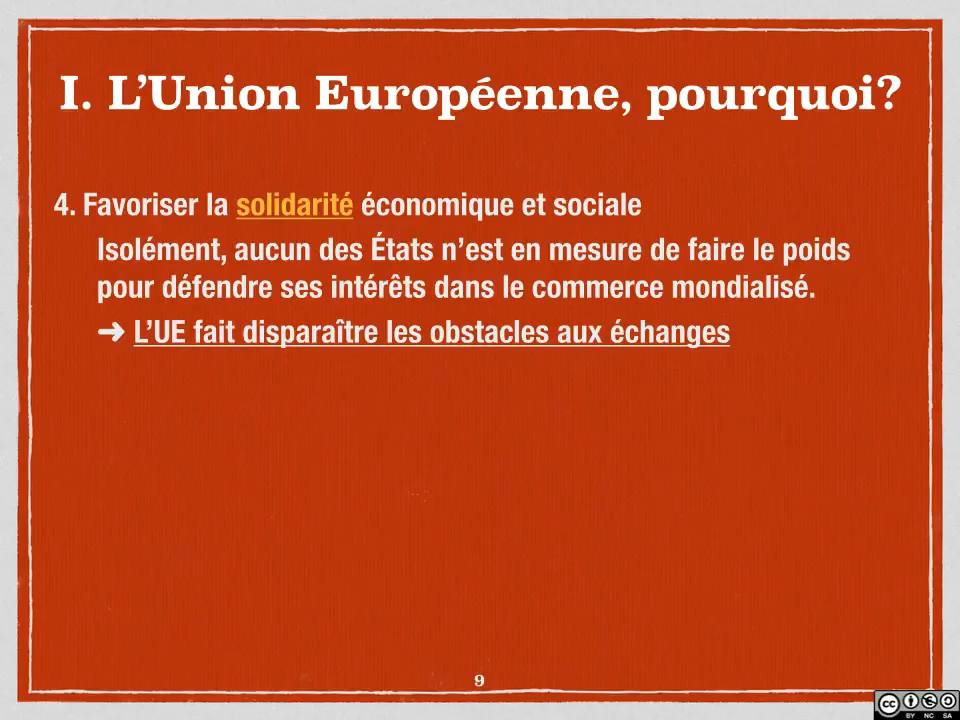 I. L’Union Européenne, pourquoi?
4. Favoriser la solidarité économique et sociale
Isolément, aucun des États n’est en mesure de faire le poids
pour défendre ses intérêts dans le commerce mondialisé.
➜ L’UE fait disparaître les obstacles aux échanges
9
cc
BY NC SA